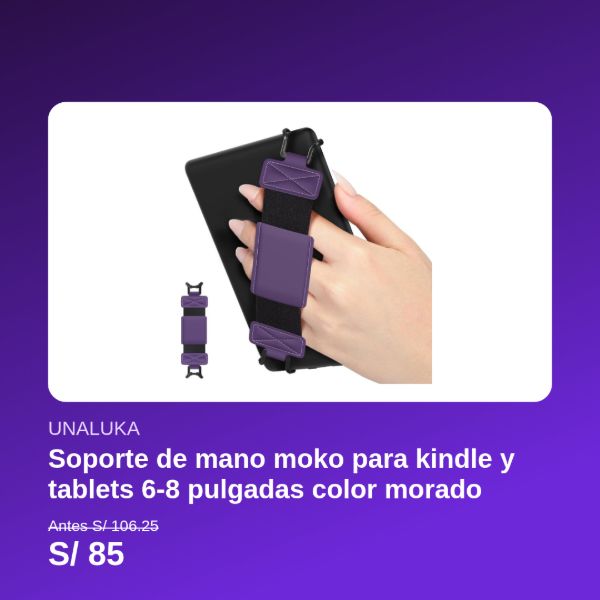 UNALUKA
Soporte de mano moko para kindle y
tablets 6-8 pulgadas color morado
Antes S/ 106.25
S/ 85